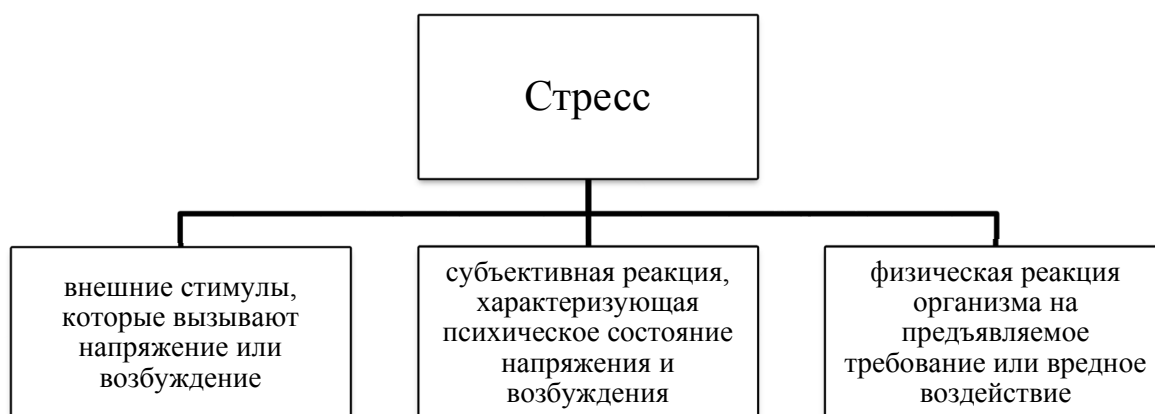 Стресс
внешние стимулы,
которые вызывают
напряжение или
возбуждение
субъективная реакция,
характеризующая
психическое состояние
напряжения и
возбуждения
физическая реакция
организма на
предъявляемое
требование или вредное
воздействие